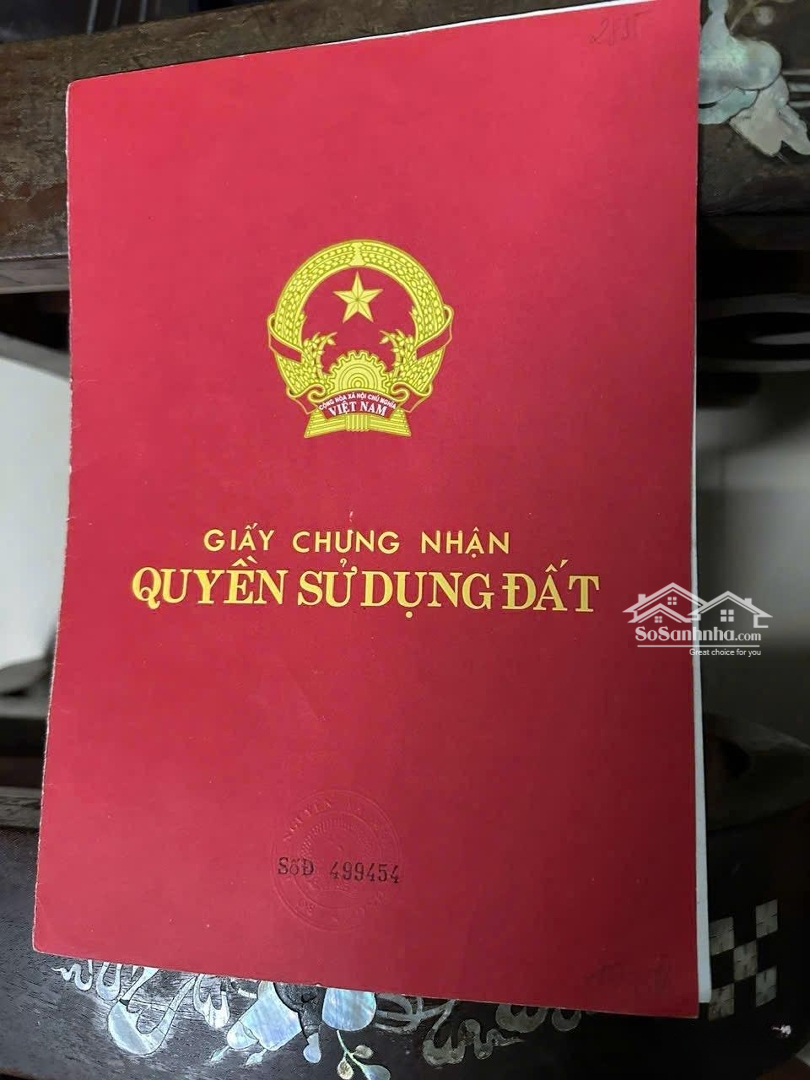 CỘNG HÒA XÃ HỘI CHỦ NGHĨA
VIỆT NAM
GIẤY CHỨNG NHẬN
QUYỀN SỬ DỤNG ĐẤT
SoSanhnha.com
Great choice for you
SốĐ 499454